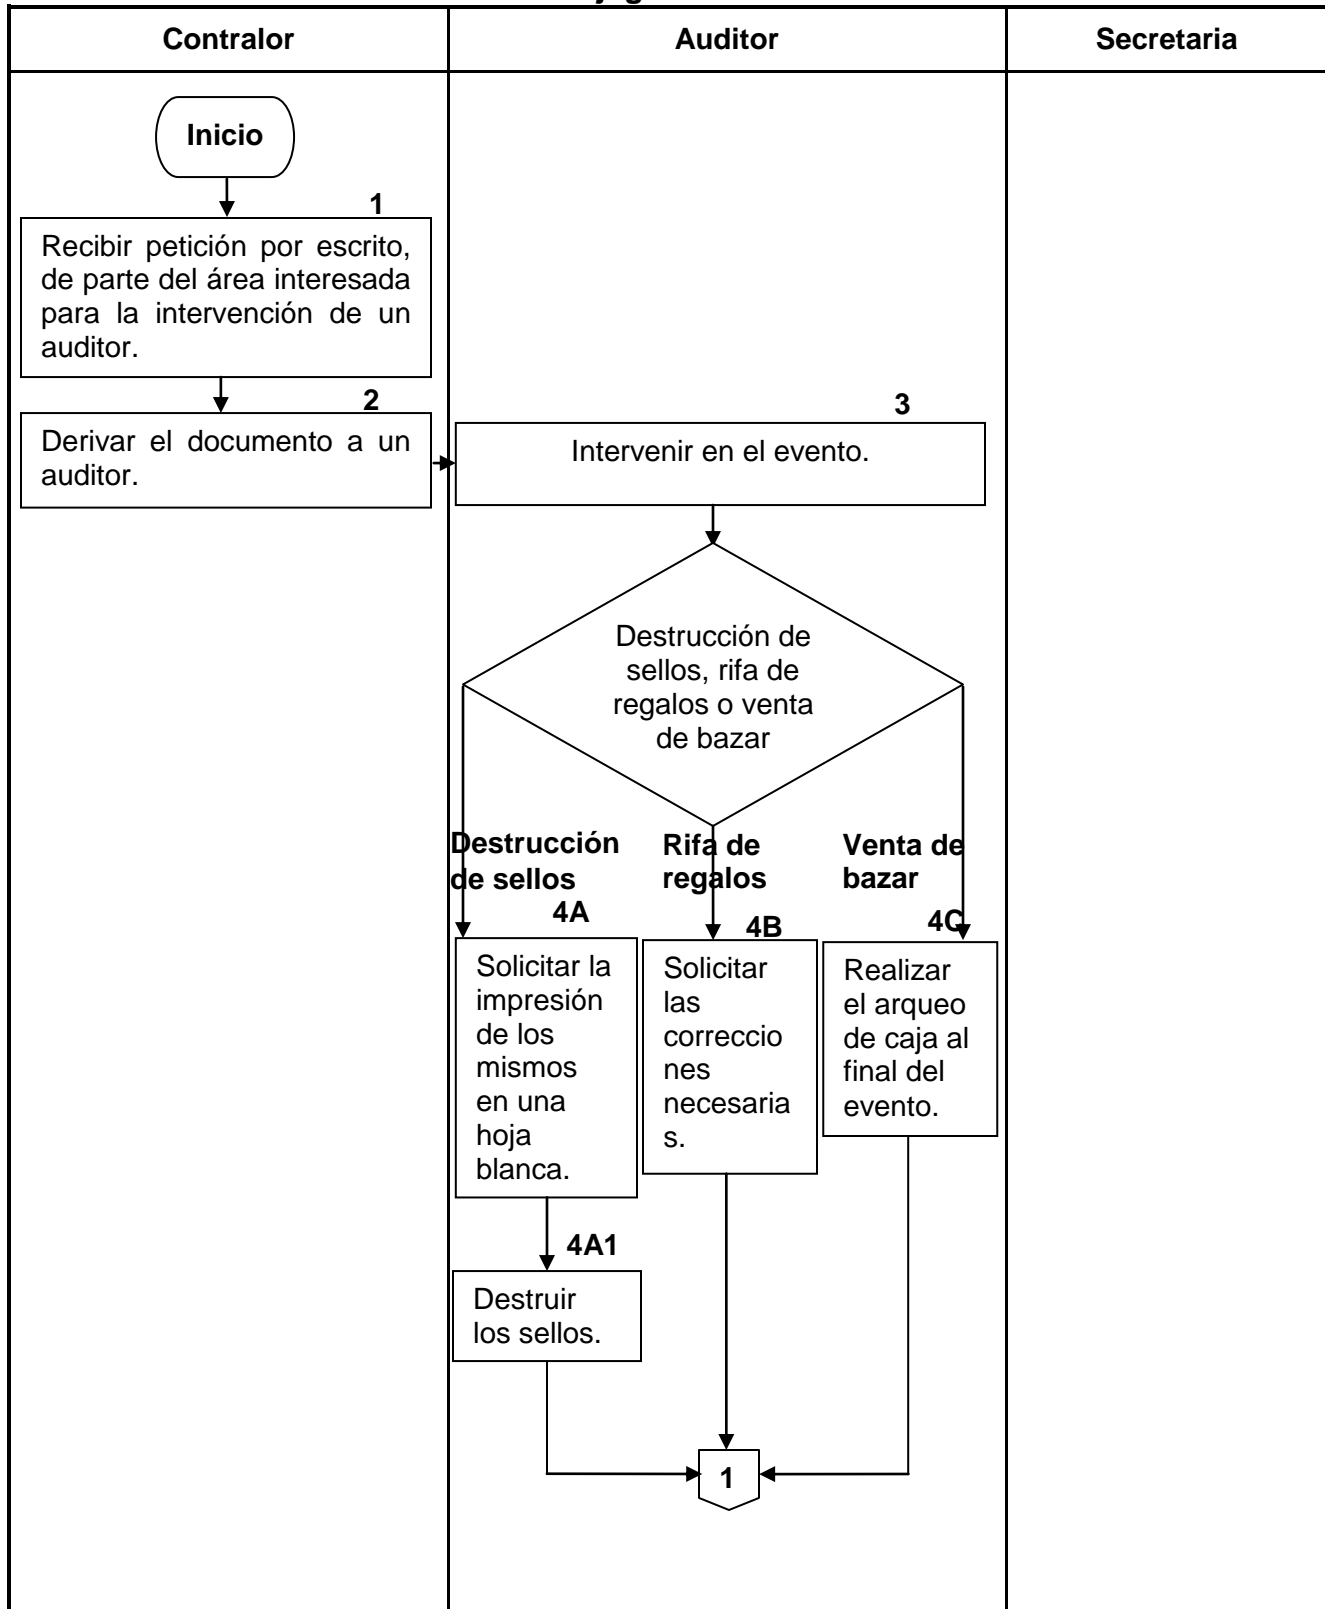 Contralor
Auditor
Secretaria
Inicio
1
Recibir petición por escrito,
de parte del área interesada
para la intervención de un
auditor.
2
Derivar el documento a un
auditor.
3
Intervenir en el evento.
Destrucción de
sellos, rifa de
regalos o venta
de bazar
Destrucción
de sellos
Rifa de
regalos
Venta de
bazar
4A
Solicitar la
impresión
de los
mismos
en una
hoja
blanca.
4B
Solicitar
las
correccio
nes
necesaria
s.
4C
Realizar
el arqueo
de caja al
final del
evento.
4A1
Destruir
los sellos.
1